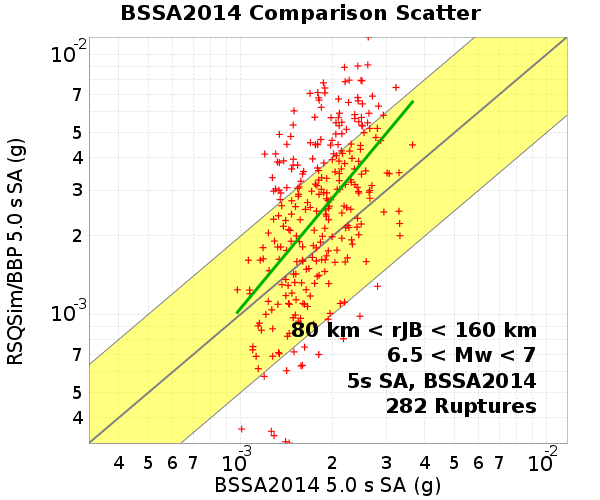 BSSA2014 Comparison Scatter
RSQSim/BBP 5.0 s SA (g)
10-2
7
5
4
3
2
10-3
7
5
4
80 km < rJB < 160 km
6.5 < Mw < 7
5s SA, BSSA2014
282 Ruptures
4 5 6 7 10-3 2 3 4 5 6 7 10-2
BSSA2014 5.0 s SA (g)